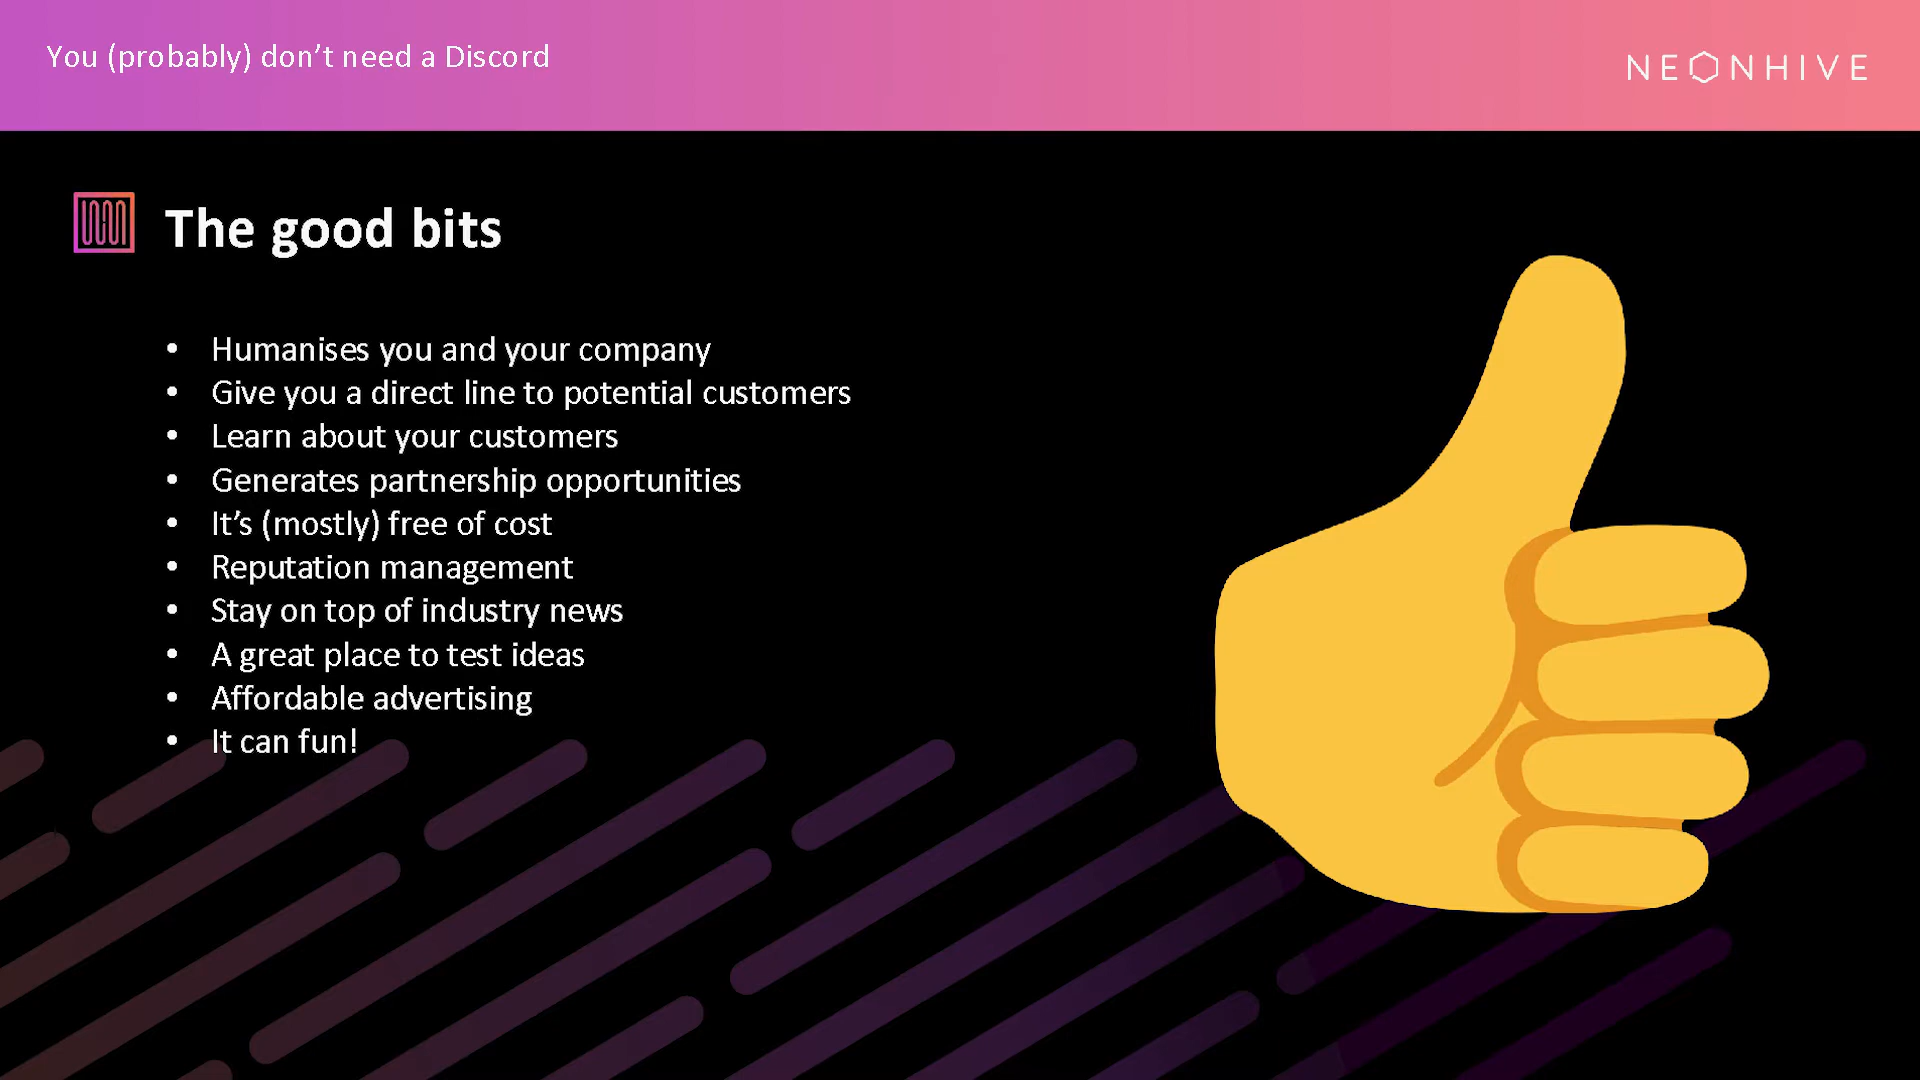 You (probably) don’t need a Discord
NEONHIVE
The good bits
• Humanises you and your company
• Give you a direct line to potential customers
• Learn about your customers
• Generates partnership opportunities
• It’s (mostly) free of cost
• Reputation management
• Stay on top of industry news
• A great place to test ideas
• Affordable advertising
• It can fun!